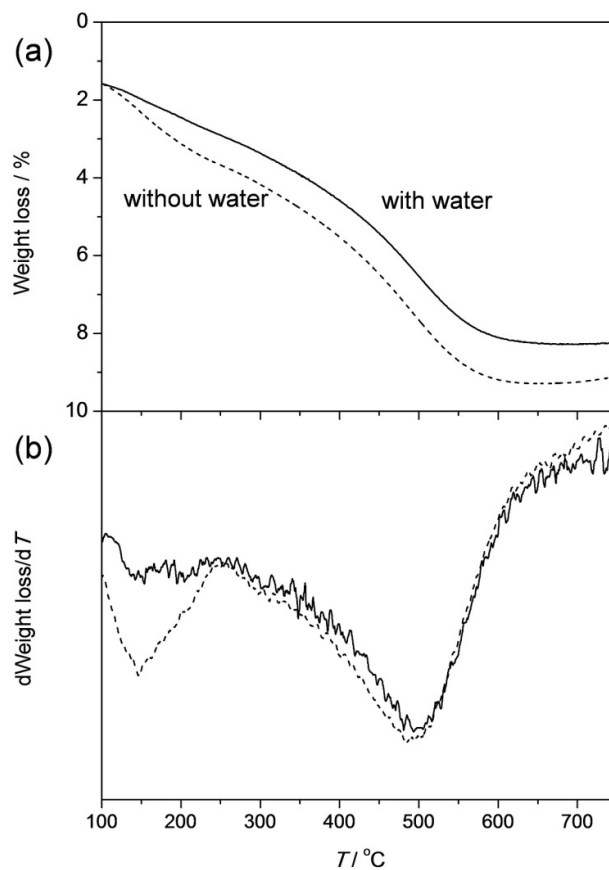 (a)
0
2
4
6
8
10
Weight loss / %
without water
with water
(b)
dWeight loss/dT
100 200 300 400 500 600 700
T / °C